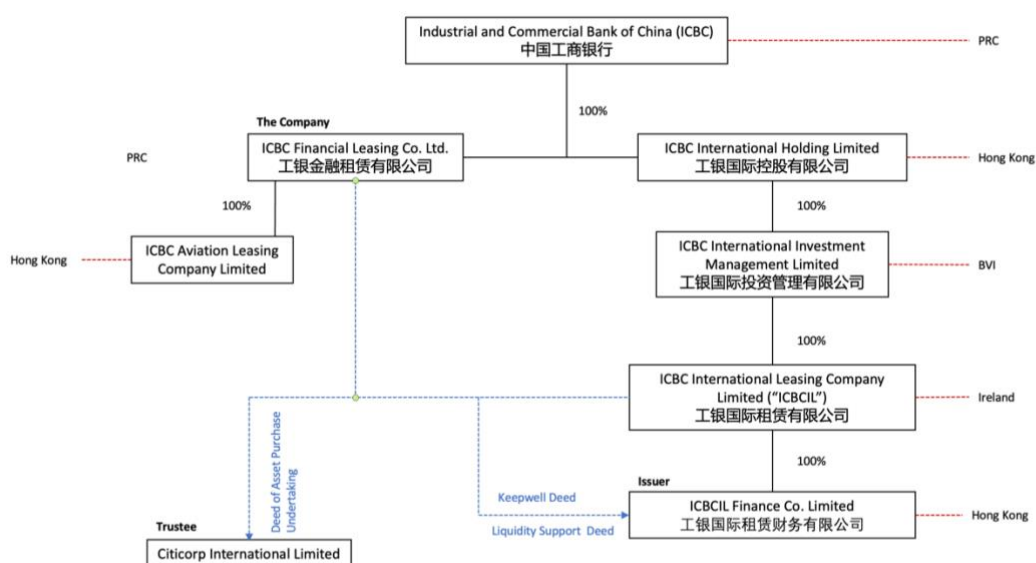 Industrial and Commercial Bank of China (ICBC)
中国工商银行
PRC
100%
The Company
ICBC Financial Leasing Co. Ltd.
工银金融租赁有限公司
PRC
ICBC International Holding Limited
工银国际控股有限公司
Hong Kong
100%
100%
ICBC Aviation Leasing
Company Limited
Hong Kong
ICBC International Investment
Management Limited
工银国际投资管理有限公司
BVI
100%
ICBC International Leasing Company
Limited (“ICBCIL”)
工银国际租赁有限公司
Ireland
100%
Deed of Asset Purchase
Undertaking
Keepwell Deed
Liquidity Support Deed
Issuer
ICBCIL Finance Co. Limited
工银国际租赁财务有限公司
Hong Kong
Trustee
Citicorp International Limited